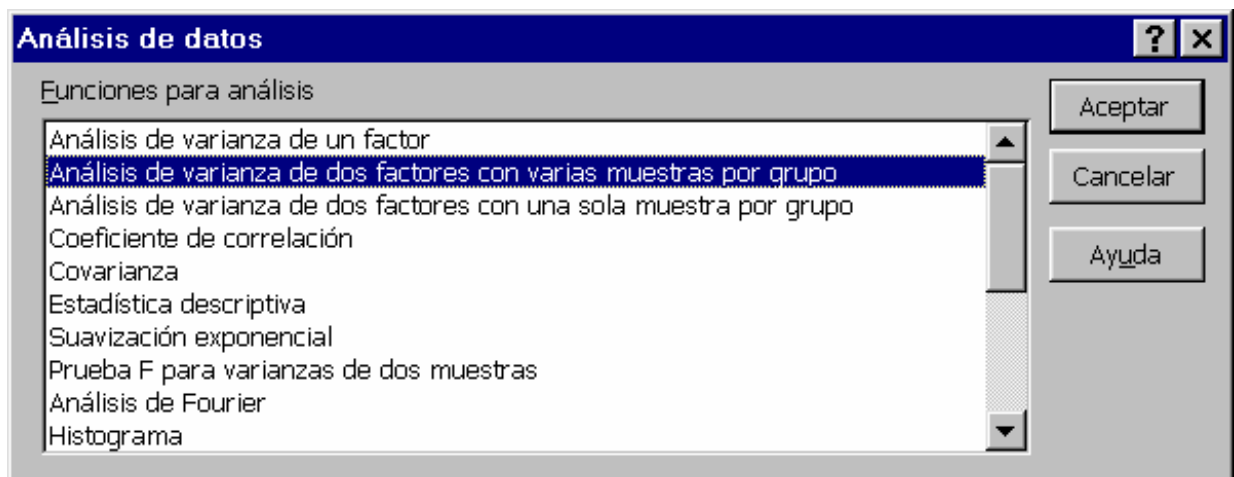 Análisis de datos
?
Funciones para análisis
Aceptar
Análisis de varianza de un factor
Análisis de varianza de dos factores con varias muestras por grupo
Cancelar
Análisis de varianza de dos factores con una sola muestra por grupo
Coeficiente de correlación
Ayuda
Covarianza
Estadística descriptiva
Suavización exponencial
Prueba F para varianzas de dos muestras
Análisis de Fourier
Histograma